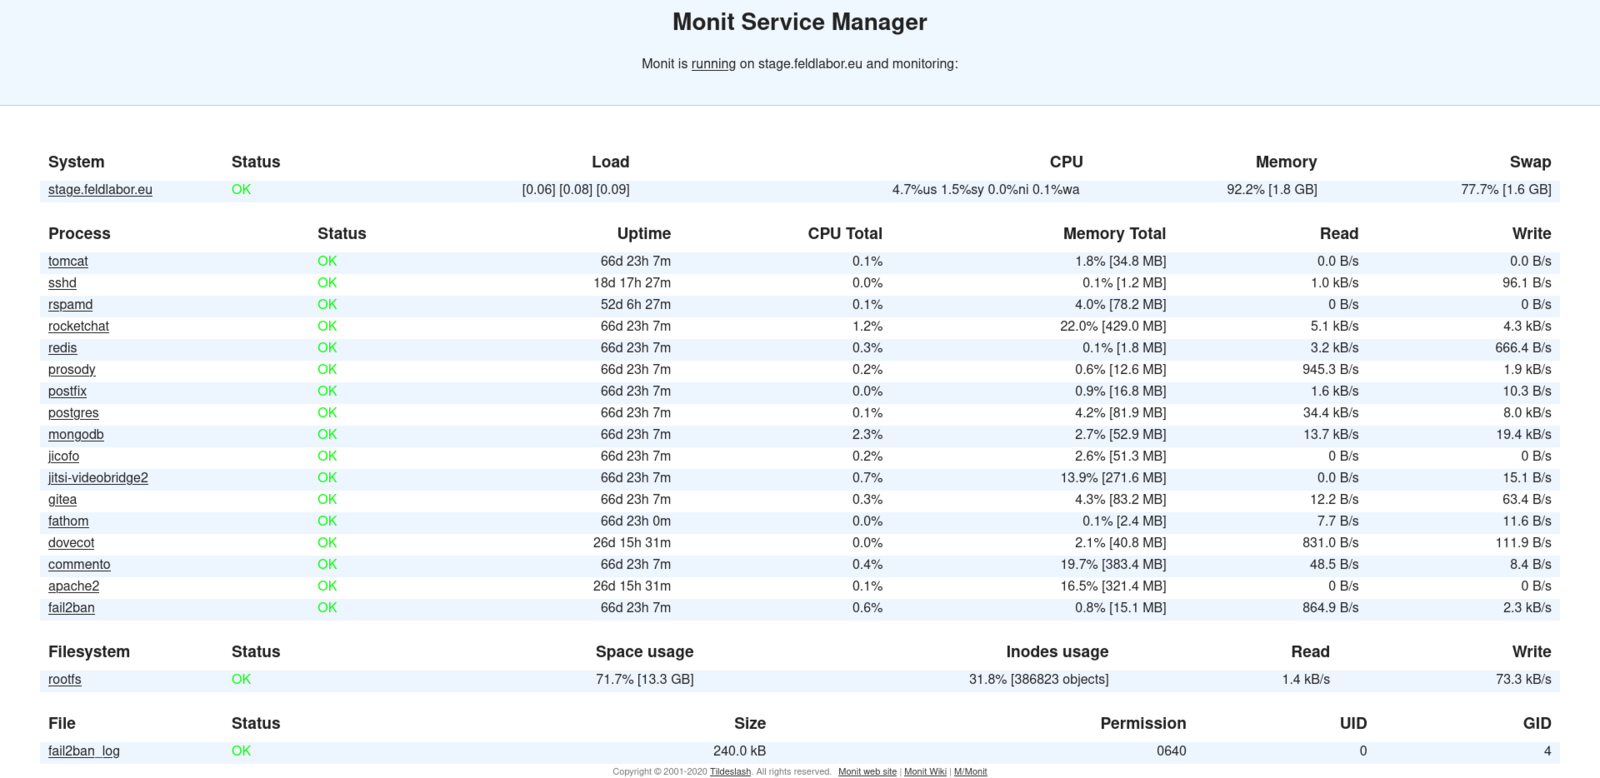 Monit Service Manager
Monit is running on stage.feldlabor.eu and monitoring:
System Status Load CPU Memory Swap
stage.feldlabor.eu OK [0.06] [0.08] [0.09] 4.7%us 1.5%sy 0.0%ni 0.1%wa 92.2% [1.8 GB] 77.7% [1.6 GB]
Process Status Uptime CPU Total Memory Total Read Write
tomcat OK 66d 23h 7m 0.1% 1.8% [34.8 MB] 0.0 B/s 0.0 B/s
sshd OK 18d 17h 27m 0.0% 0.1% [1.2 MB] 1.0 kB/s 96.1 B/s
rspamd OK 52d 6h 27m 0.1% 4.0% [78.2 MB] 0 B/s 0 B/s
rocketchat OK 66d 23h 7m 1.2% 22.0% [429.0 MB] 5.1 kB/s 4.3 kB/s
redis OK 66d 23h 7m 0.3% 0.1% [1.8 MB] 3.2 kB/s 666.4 B/s
prosody OK 66d 23h 7m 0.2% 0.6% [12.6 MB] 945.3 B/s 1.9 kB/s
postfix OK 66d 23h 7m 0.0% 0.9% [16.8 MB] 1.6 kB/s 10.3 B/s
postgres OK 66d 23h 7m 0.1% 4.2% [81.9 MB] 34.4 kB/s 8.0 kB/s
mongodb OK 66d 23h 7m 2.3% 2.7% [52.9 MB] 13.7 kB/s 19.4 kB/s
jicofo OK 66d 23h 7m 0.2% 2.6% [51.3 MB] 0 B/s 0 B/s
jitsi-videobridge2 OK 66d 23h 7m 0.7% 13.9% [271.6 MB] 0.0 B/s 15.1 B/s
gitea OK 66d 23h 7m 0.3% 4.3% [83.2 MB] 12.2 B/s 63.4 B/s
fathom OK 66d 23h 0m 0.0% 0.1% [2.4 MB] 7.7 B/s 11.6 B/s
dovecot OK 26d 15h 31m 0.0% 2.1% [40.8 MB] 831.0 B/s 111.9 B/s
commento OK 66d 23h 7m 0.4% 19.7% [383.4 MB] 48.5 B/s 8.4 B/s
apache2 OK 26d 15h 31m 0.1% 16.5% [321.4 MB] 0 B/s 0 B/s
fail2ban OK 66d 23h 7m 0.6% 0.8% [15.1 MB] 864.9 B/s 2.3 kB/s
Filesystem Status Space usage Inodes usage Read Write
rootfs OK 71.7% [13.3 GB] 31.8% [386823 objects] 1.4 kB/s 73.3 kB/s
File Status Size Permission UID GID
fail2ban_log OK 240.0 kB 0640 0 4
Copyright © 2001-2020 Tildeslash. All rights reserved. Monit web site | Monit Wiki | M/Monit